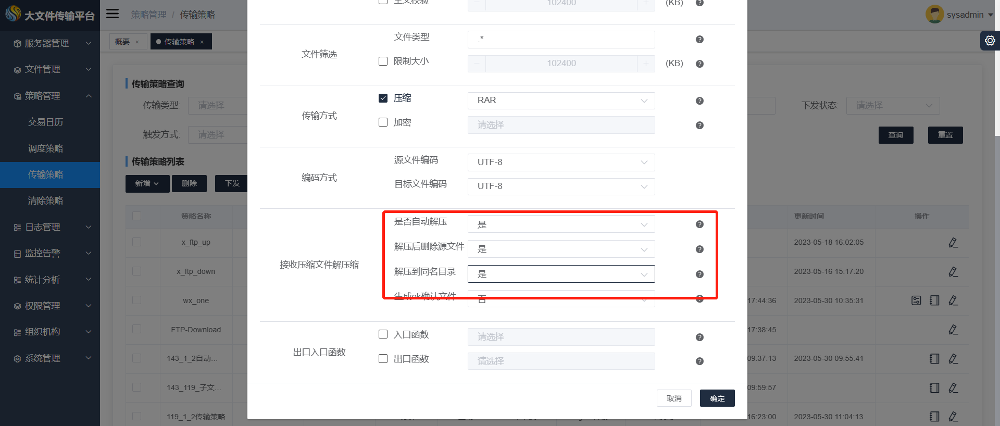 大文件传输平台
策略管理 / 传输策略
sysadmin
概要 ×
传输策略 ×
服务器管理
文件管理
策略管理
交易日历
调度策略
传输策略
清除策略
日志管理
监控告警
统计分析
权限管理
组织机构
系统管理
传输策略查询
传输类型: 请选择
触发方式: 请选择
下发状态: 请选择
查询
重置
传输策略列表
新增
删除
下发
策略名称
更新时间
操作
x_ftp_up
2023-05-18 16:02:05
x_ftp_down
2023-05-16 15:17:20
wx_one
17:44:36
2023-05-30 10:35:31
FTP-Download
17:38:45
143_1_2自动...
09:37:13
2023-05-30 09:55:41
143_119_子文...
09:59:57
119_1_2传输策略
16:23:00
2023-05-30 11:04:13
102400
(KB)
文件筛选
文件类型
.*
限制大小
102400
(KB)
传输方式
压缩
RAR
加密
请选择
编码方式
源文件编码
UTF-8
目标文件编码
UTF-8
接收压缩文件解压缩
是否自动解压
是
解压后删除源文件
是
解压到同名目录
是
生成ok确认文件
否
出口入口函数
入口函数
请选择
出口函数
请选择
取消
确定